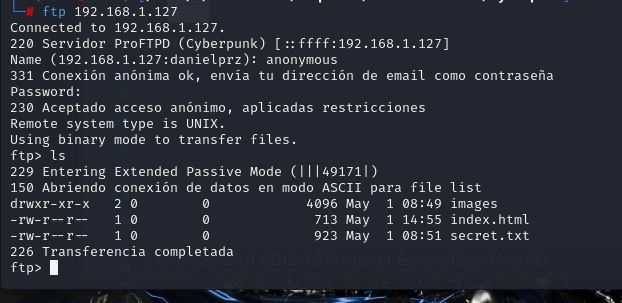 # ftp 192.168.1.127
Connected to 192.168.1.127.
220 Servidor ProFTPD (Cyberpunk) [::ffff:192.168.1.127]
Name (192.168.1.127:danielprz): anonymous
331 Conexión anónima ok, envía tu dirección de email como contraseña
Password:
230 Aceptado acceso anónimo, aplicadas restricciones
Remote system type is UNIX.
Using binary mode to transfer files.
ftp> ls
229 Entering Extended Passive Mode (|||49171|)
150 Abriendo conexión de datos en modo ASCII para file list
drwxr-xr-x   2 0        0            4096 May  1 08:49 images
-rw-r--r--   1 0        0             713 May  1 14:55 index.html
-rw-r--r--   1 0        0             923 May  1 08:51 secret.txt
226 Transferencia completada
ftp>